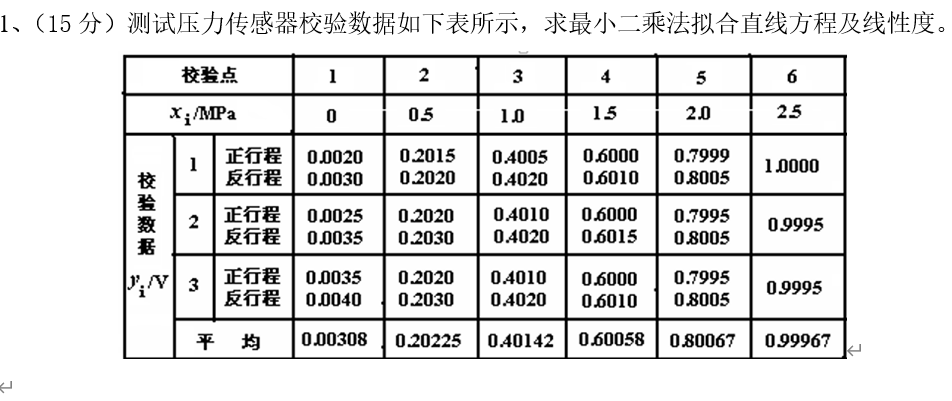 1、（15 分）测试压力传感器校验数据如下表所示，求最小二乘法拟合直线方程及线性度。
校验点 1 2 3 4 5 6
xi/MPa 0 0.5 1.0 1.5 2.0 2.5
校验数据 yi/V
1 正行程 0.0020 0.2015 0.4005 0.6000 0.7999 1.0000
反行程 0.0030 0.2020 0.4020 0.6010 0.8005
2 正行程 0.0025 0.2020 0.4010 0.6000 0.7995 0.9995
反行程 0.0035 0.2030 0.4020 0.6015 0.8005
3 正行程 0.0035 0.2020 0.4010 0.6000 0.7995 0.9995
反行程 0.0040 0.2030 0.4020 0.6010 0.8005
平均 0.00308 0.20225 0.40142 0.60058 0.80067 0.99967